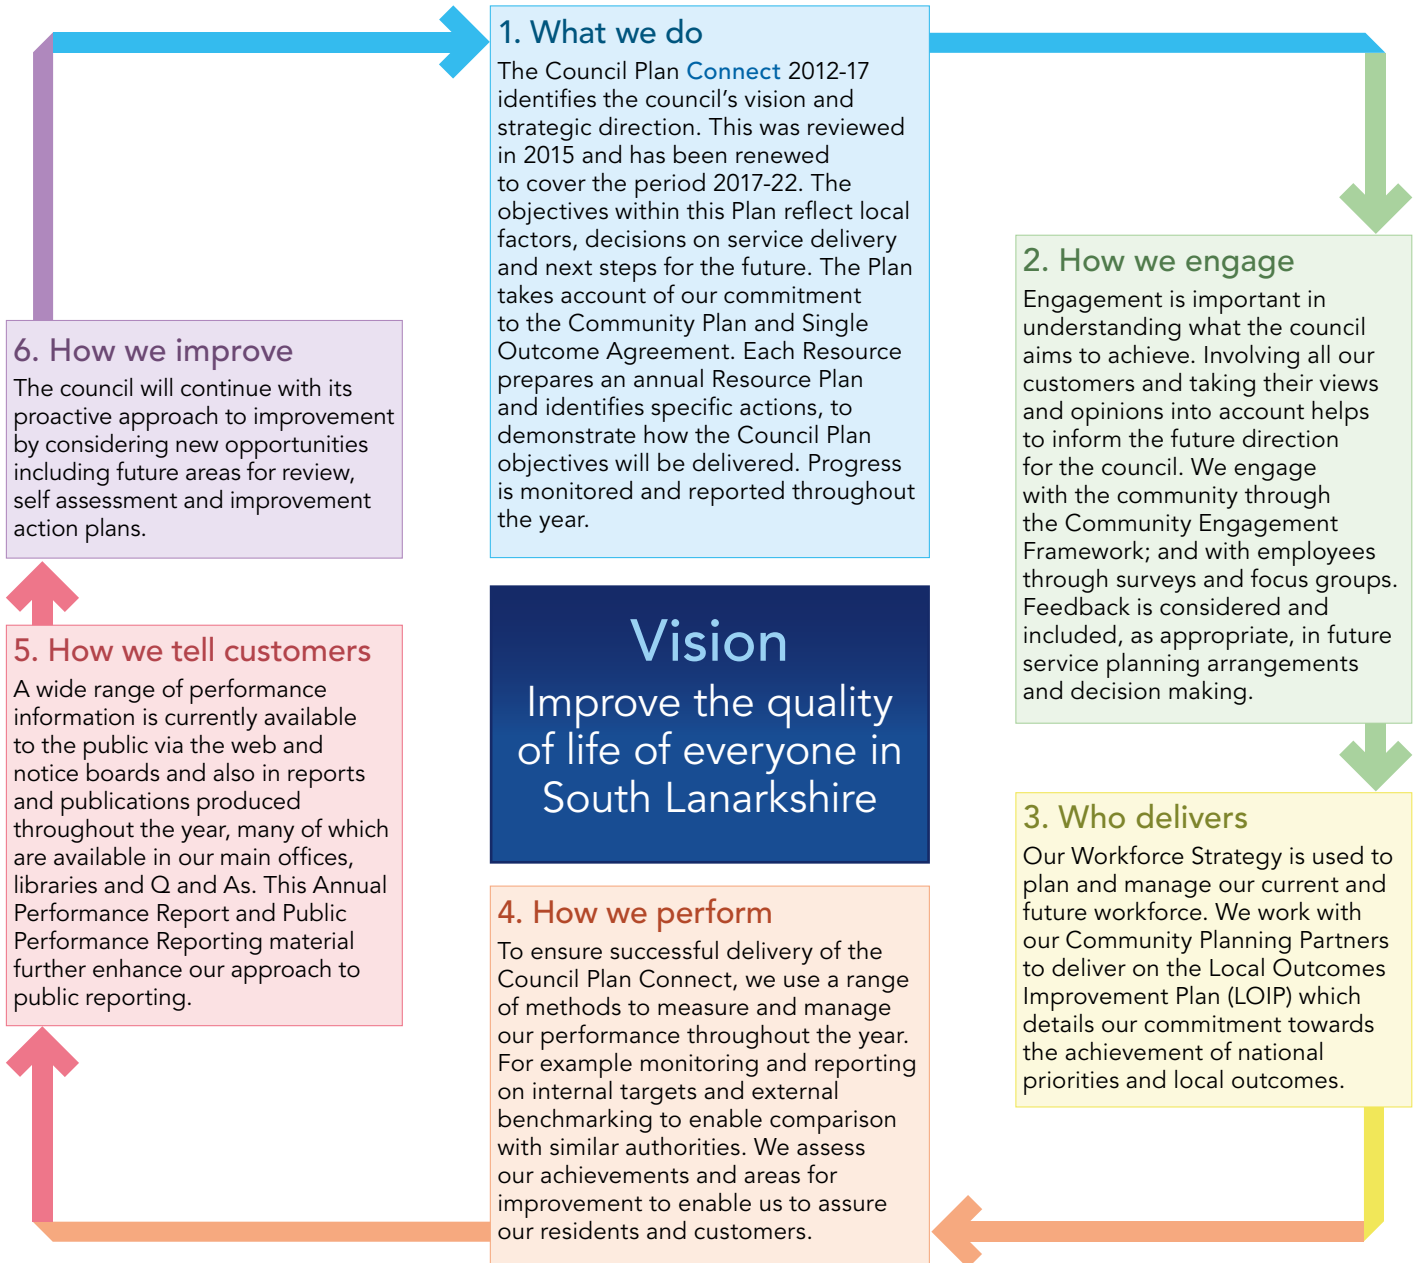 1. What we do
The Council Plan Connect 2012-17
identifies the council’s vision and
strategic direction. This was reviewed
in 2015 and has been renewed
to cover the period 2017-22. The
objectives within this Plan reflect local
factors, decisions on service delivery
and next steps for the future. The Plan
takes account of our commitment
to the Community Plan and Single
Outcome Agreement. Each Resource
prepares an annual Resource Plan
and identifies specific actions, to
demonstrate how the Council Plan
objectives will be delivered. Progress
is monitored and reported throughout
the year.
2. How we engage
Engagement is important in
understanding what the council
aims to achieve. Involving all our
customers and taking their views
and opinions into account helps
to inform the future direction
for the council. We engage
with the community through
the Community Engagement
Framework; and with employees
through surveys and focus groups.
Feedback is considered and
included, as appropriate, in future
service planning arrangements
and decision making.
3. Who delivers
Our Workforce Strategy is used to
plan and manage our current and
future workforce. We work with
our Community Planning Partners
to deliver on the Local Outcomes
Improvement Plan (LOIP) which
details our commitment towards
the achievement of national
priorities and local outcomes.
4. How we perform
To ensure successful delivery of the
Council Plan Connect, we use a range
of methods to measure and manage
our performance throughout the year.
For example monitoring and reporting
on internal targets and external
benchmarking to enable comparison
with similar authorities. We assess
our achievements and areas for
improvement to enable us to assure
our residents and customers.
5. How we tell customers
A wide range of performance
information is currently available
to the public via the web and
notice boards and also in reports
and publications produced
throughout the year, many of which
are available in our main offices,
libraries and Q and As. This Annual
Performance Report and Public
Performance Reporting material
further enhance our approach to
public reporting.
6. How we improve
The council will continue with its
proactive approach to improvement
by considering new opportunities
including future areas for review,
self assessment and improvement
action plans.
Vision
Improve the quality
of life of everyone in
South Lanarkshire